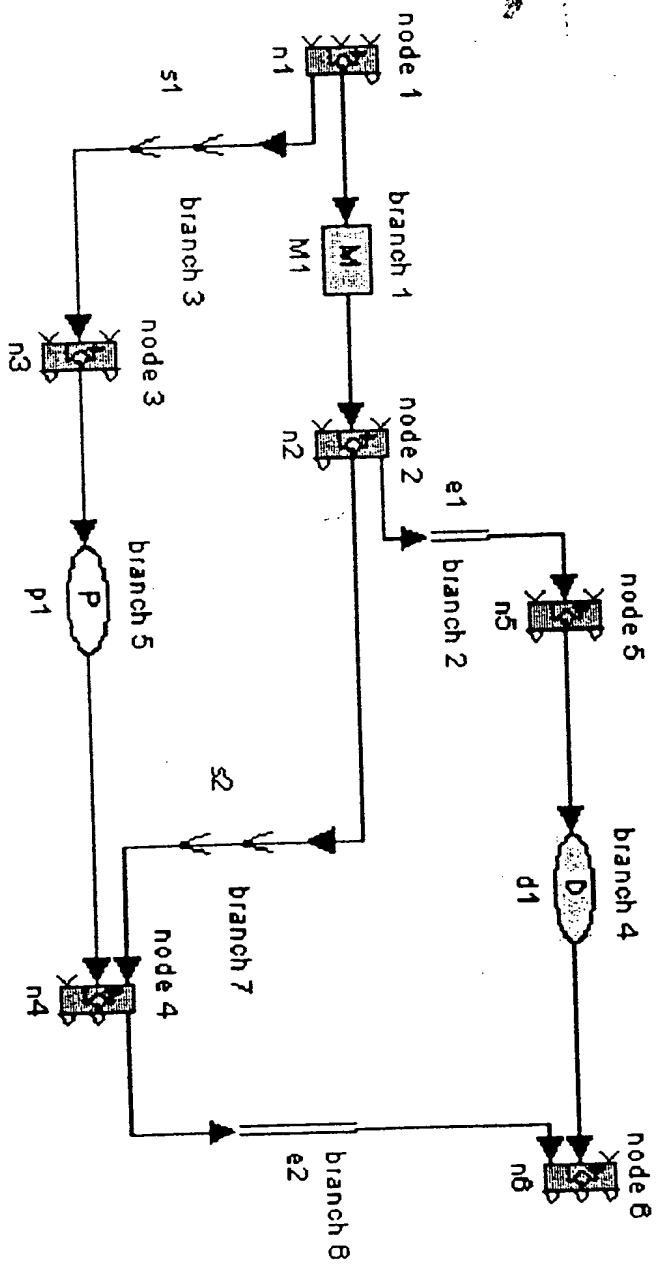 node 5
branch 4
node 6
D
n5
d1
n6
e1
branch 2
node 1
branch 1
node 2
M
n1
M1
n2
branch 6
e2
branch 7
s2
branch 3
s1
node 3
branch 5
node 4
P
n3
p1
n4